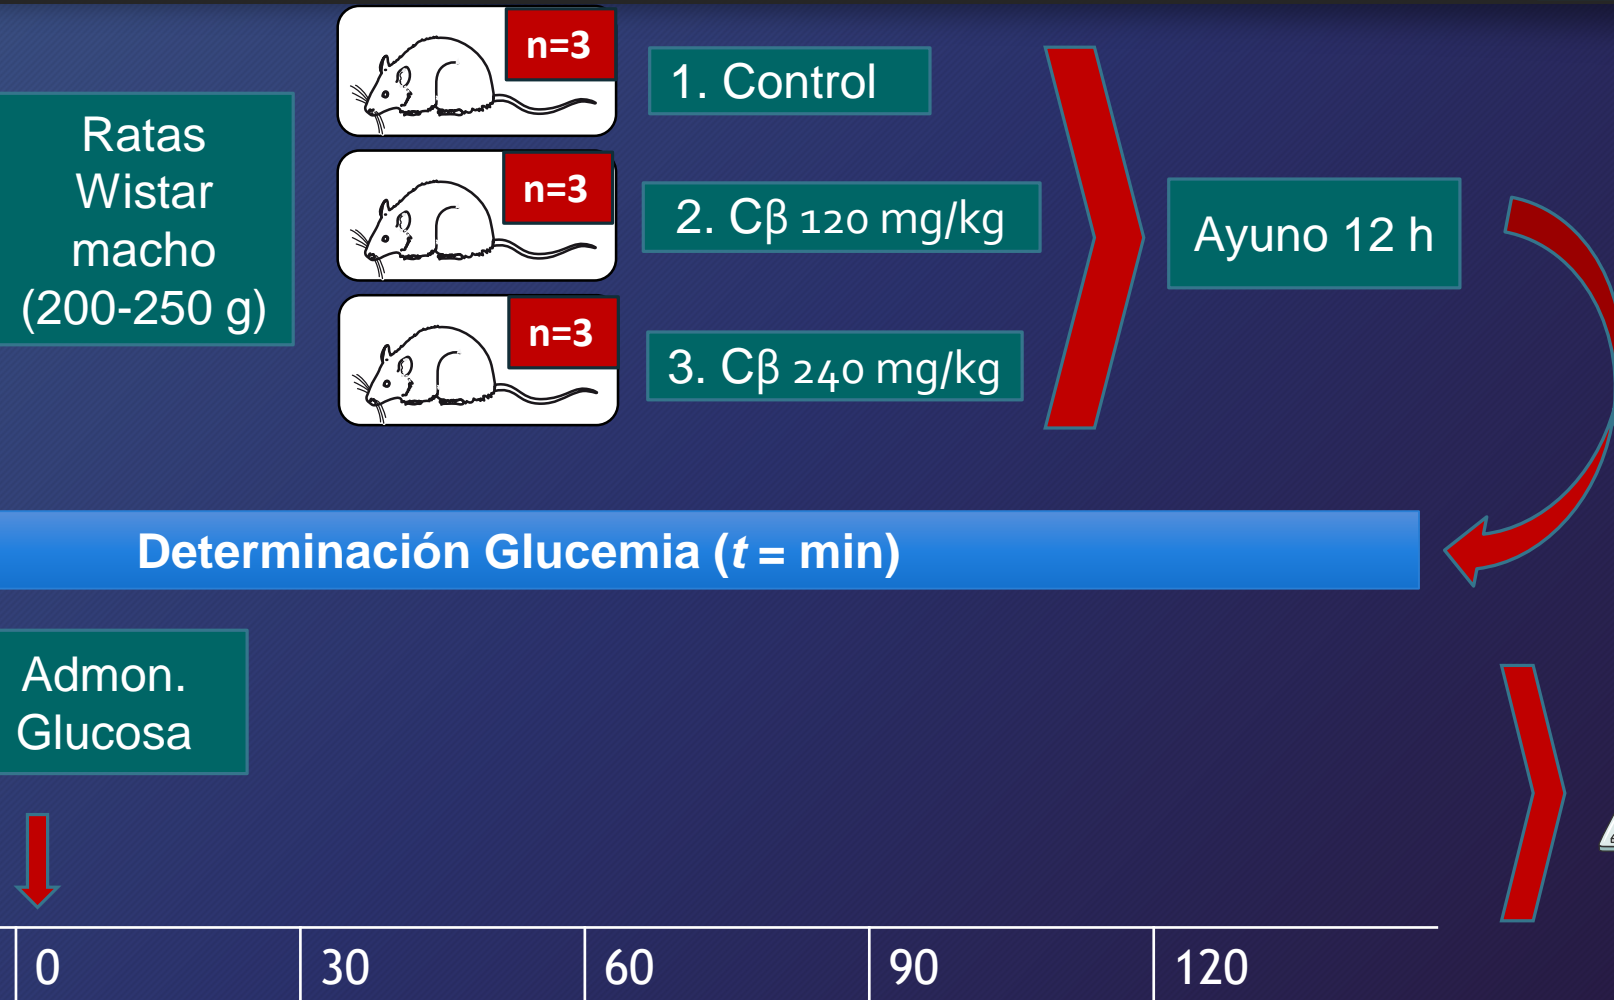 n=3
1. Control
Ratas
Wistar
macho
(200-250 g)
n=3
2. Cβ 120 mg/kg
Ayuno 12 h
n=3
3. Cβ 240 mg/kg
Determinación Glucemia (t = min)
Admon.
Glucosa
0 30 60 90 120